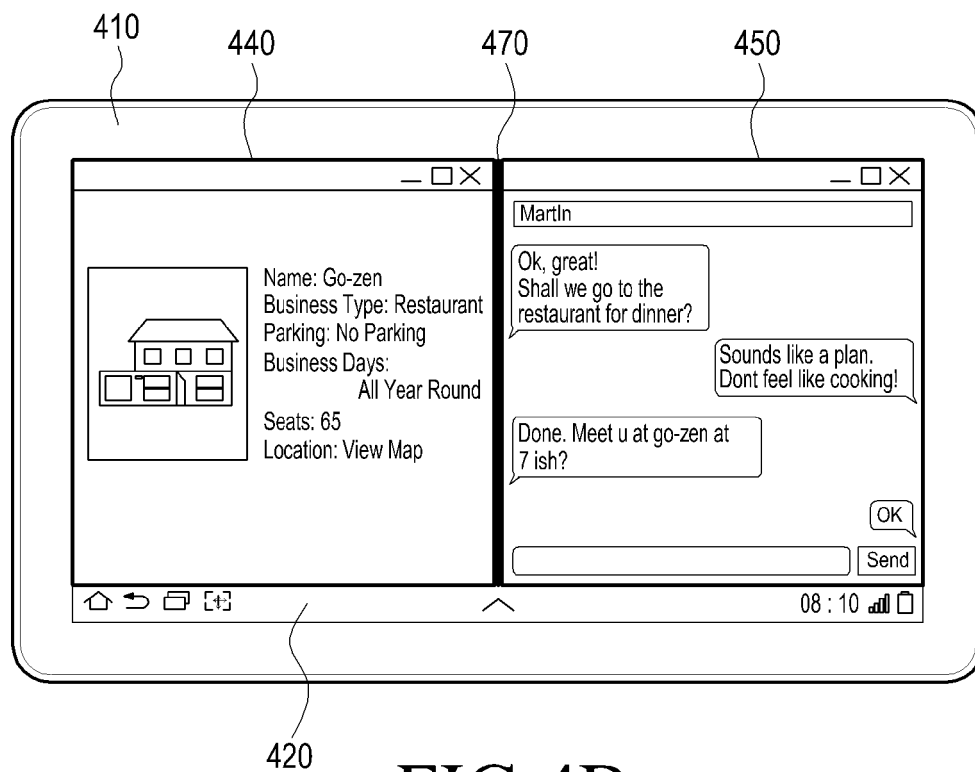 410
440
470
450
Name: Go-zen
Business Type: Restaurant
Parking: No Parking
Business Days:
All Year Round
Seats: 65
Location: View Map
MartIn
Ok, great!
Shall we go to the
restaurant for dinner?
Sounds like a plan.
Dont feel like cooking!
Done. Meet u at go-zen at
7 ish?
OK
Send
08 : 10
420